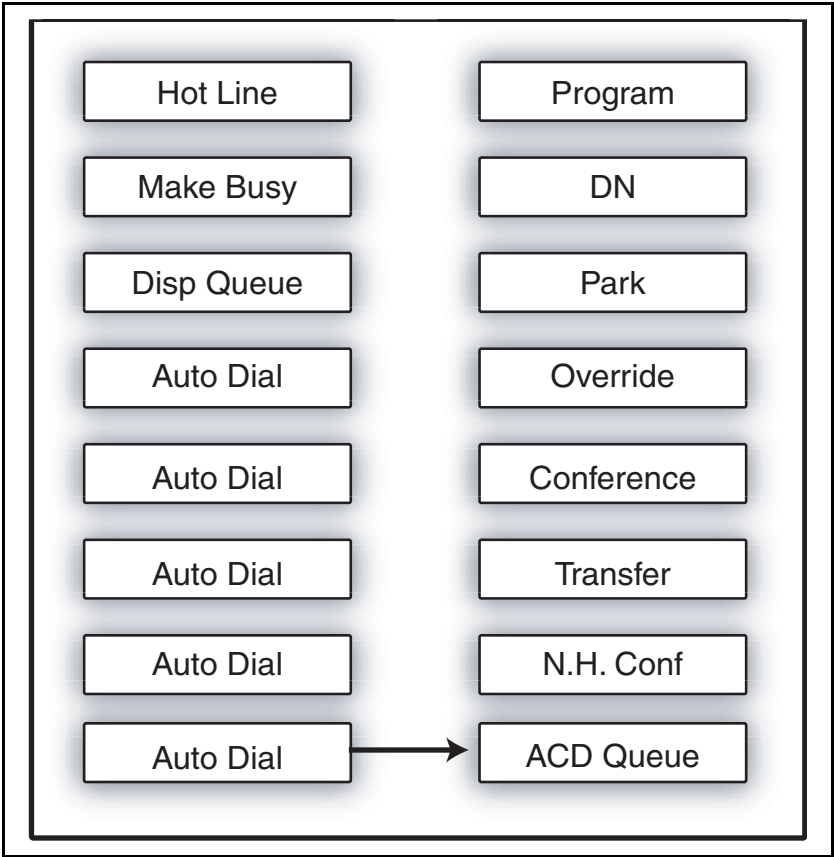 Hot Line
Program
Make Busy
DN
Disp Queue
Park
Auto Dial
Override
Auto Dial
Conference
Auto Dial
Transfer
Auto Dial
N.H. Conf
Auto Dial
ACD Queue